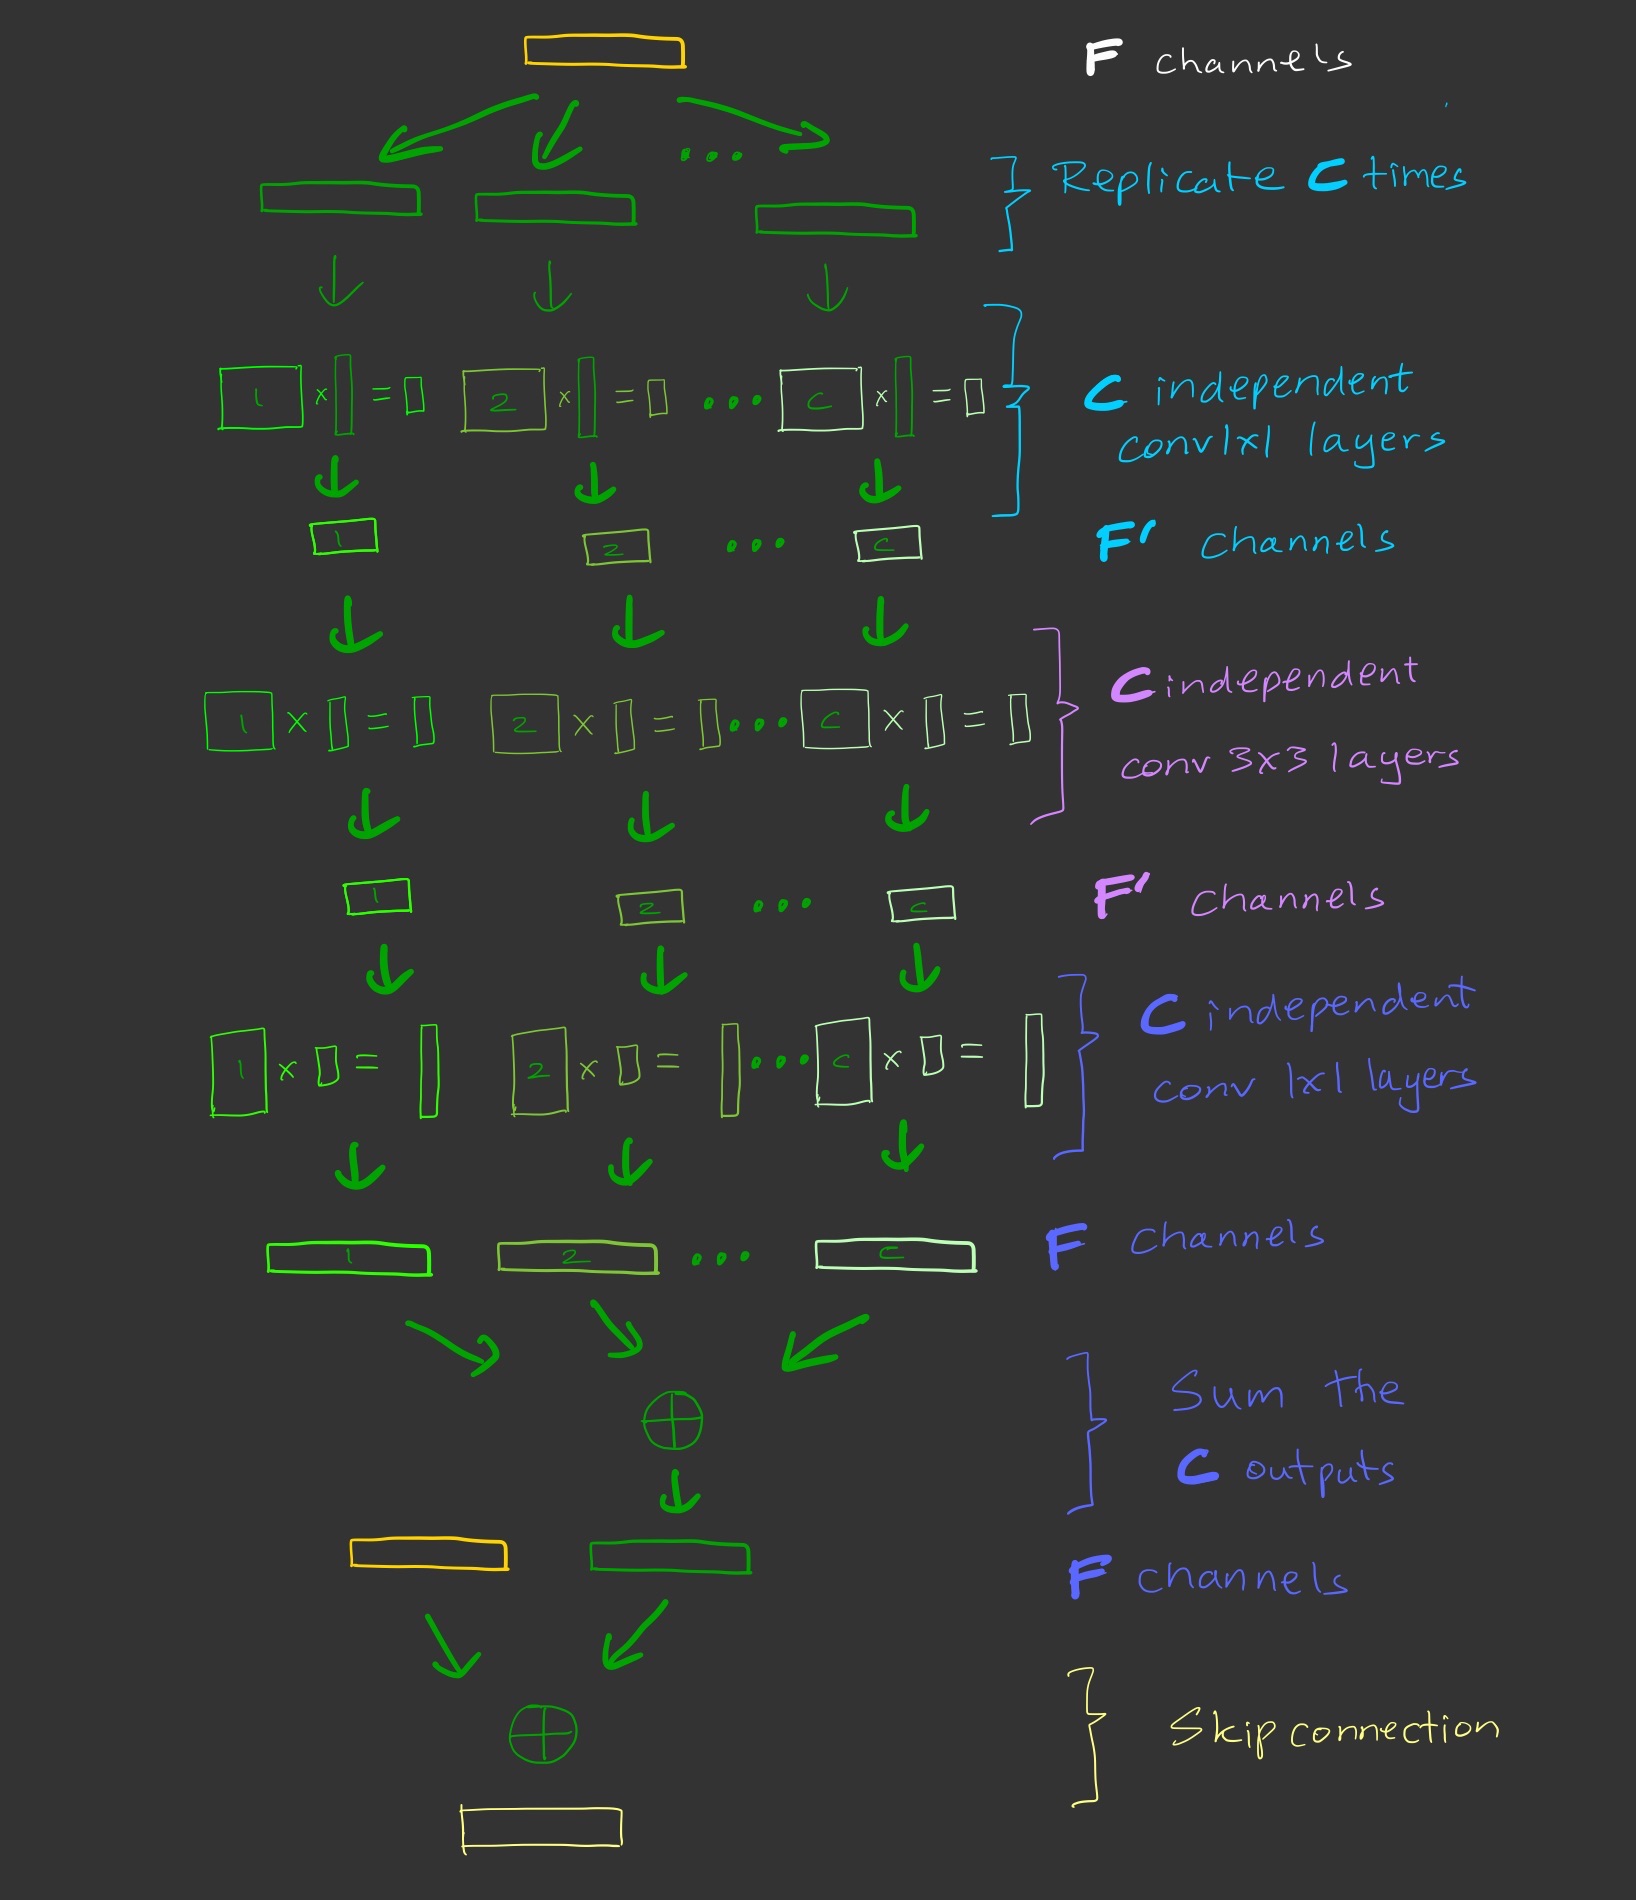 F channels
Replicate C times
1 x = 2 x = ... C x =
C independent
conv1x1 layers
1 2 ... C
F' channels
1 x = 2 x = ... C x =
C independent
conv 3x3 layers
1 2 ... C
F' channels
1 x = 2 x = ... C x =
C independent
conv 1x1 layers
1 2 ... C
F channels
Sum the
C outputs
F channels
Skip connection